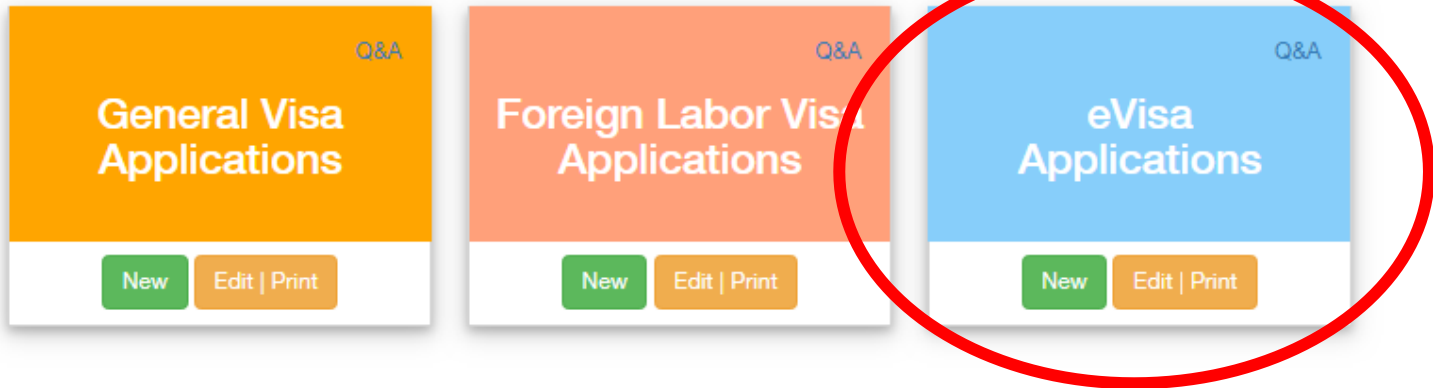 Q&A
General Visa
Applications
New
Edit | Print
Q&A
Foreign Labor Visa
Applications
New
Edit | Print
Q&A
eVisa
Applications
New
Edit | Print